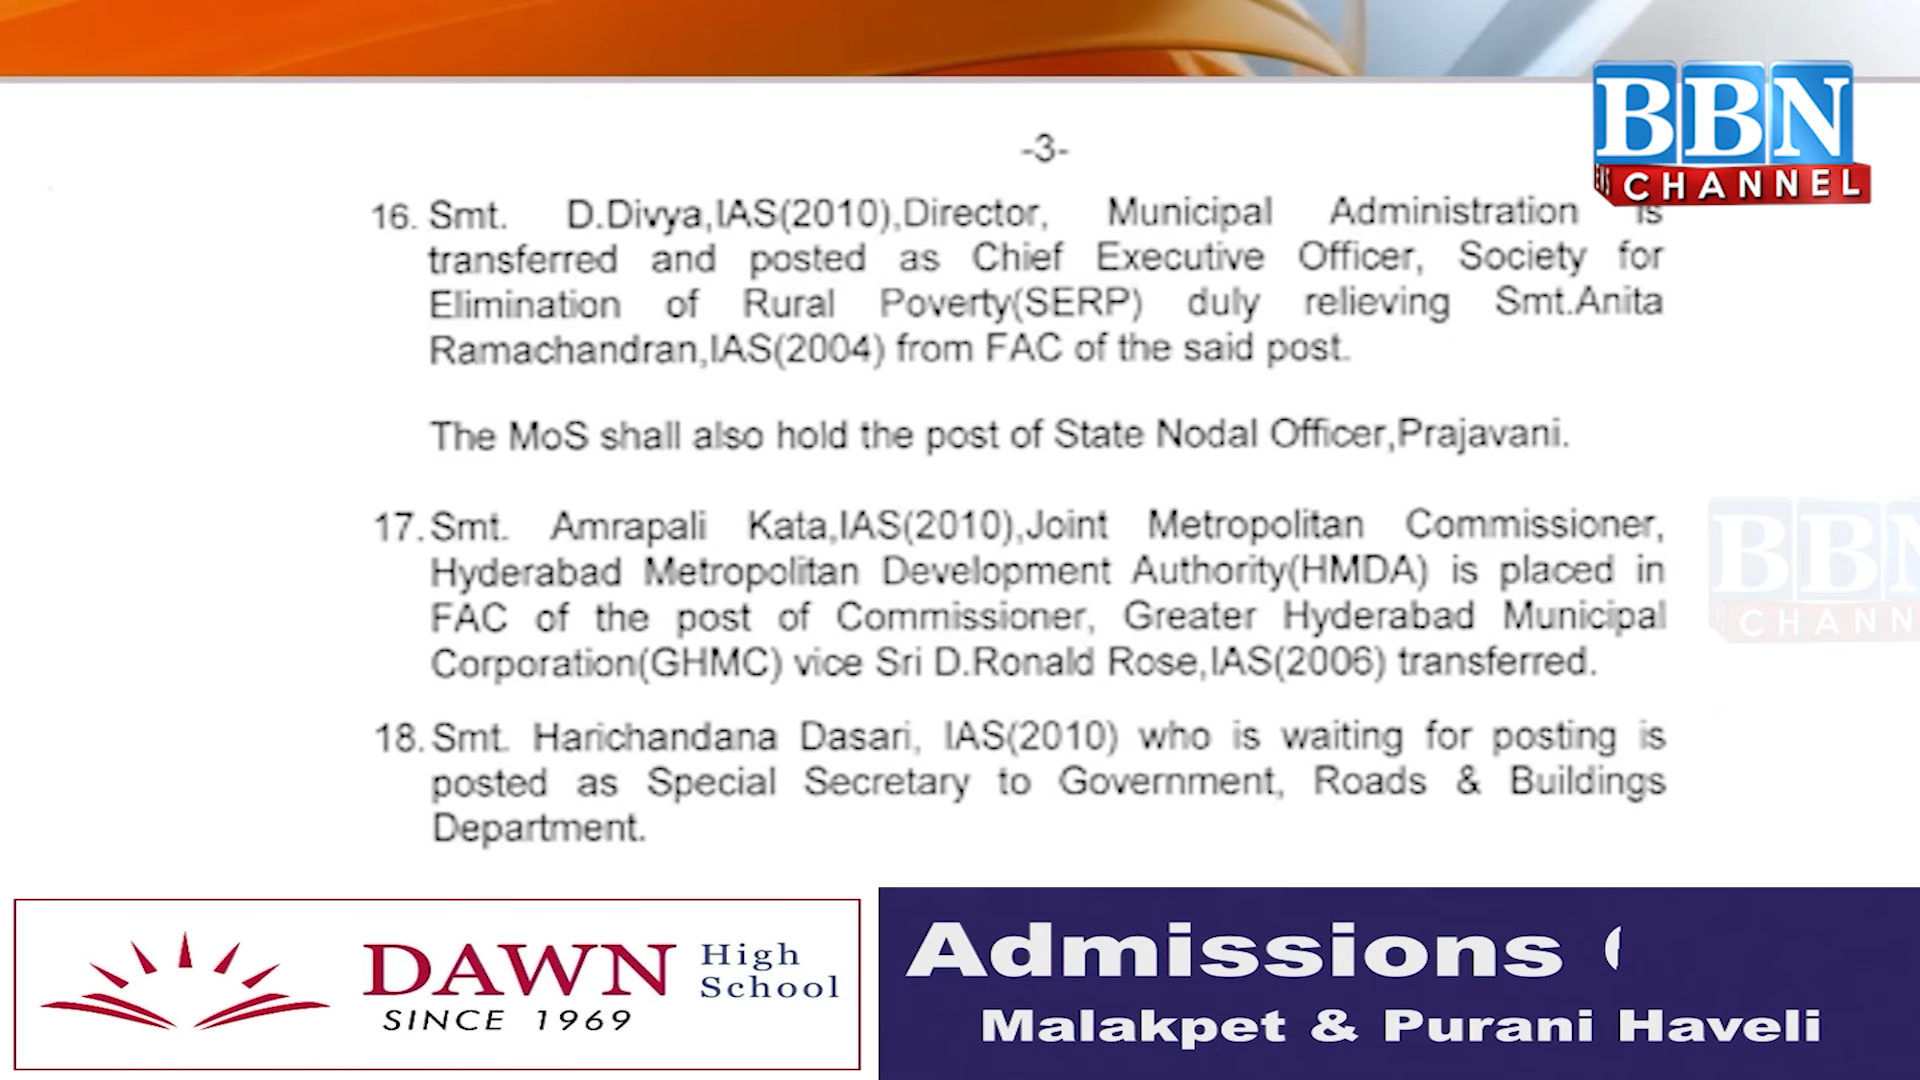 BBN
CHANNEL
-3-
16. Smt. D.Divya,IAS(2010),Director, Municipal Administration is
transferred and posted as Chief Executive Officer, Society for
Elimination of Rural Poverty(SERP) duly relieving Smt.Anita
Ramachandran,IAS(2004) from FAC of the said post.
The MoS shall also hold the post of State Nodal Officer,Prajavani.
17. Smt. Amrapali Kata,IAS(2010),Joint Metropolitan Commissioner,
Hyderabad Metropolitan Development Authority(HMDA) is placed in
FAC of the post of Commissioner, Greater Hyderabad Municipal
Corporation(GHMC) vice Sri D.Ronald Rose,IAS(2006) transferred.
18. Smt. Harichandana Dasari, IAS(2010) who is waiting for posting is
posted as Special Secretary to Government, Roads & Buildings
Department.
BBN
CHANN
DAWN High School
SINCE 1969
Admissions
Malakpet & Purani Haveli